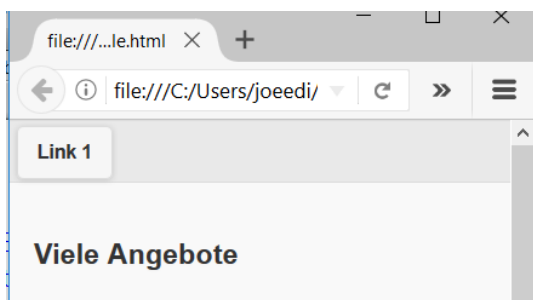 file:///...le.html
file:///C:/Users/joeedi/
Link 1
Viele Angebote